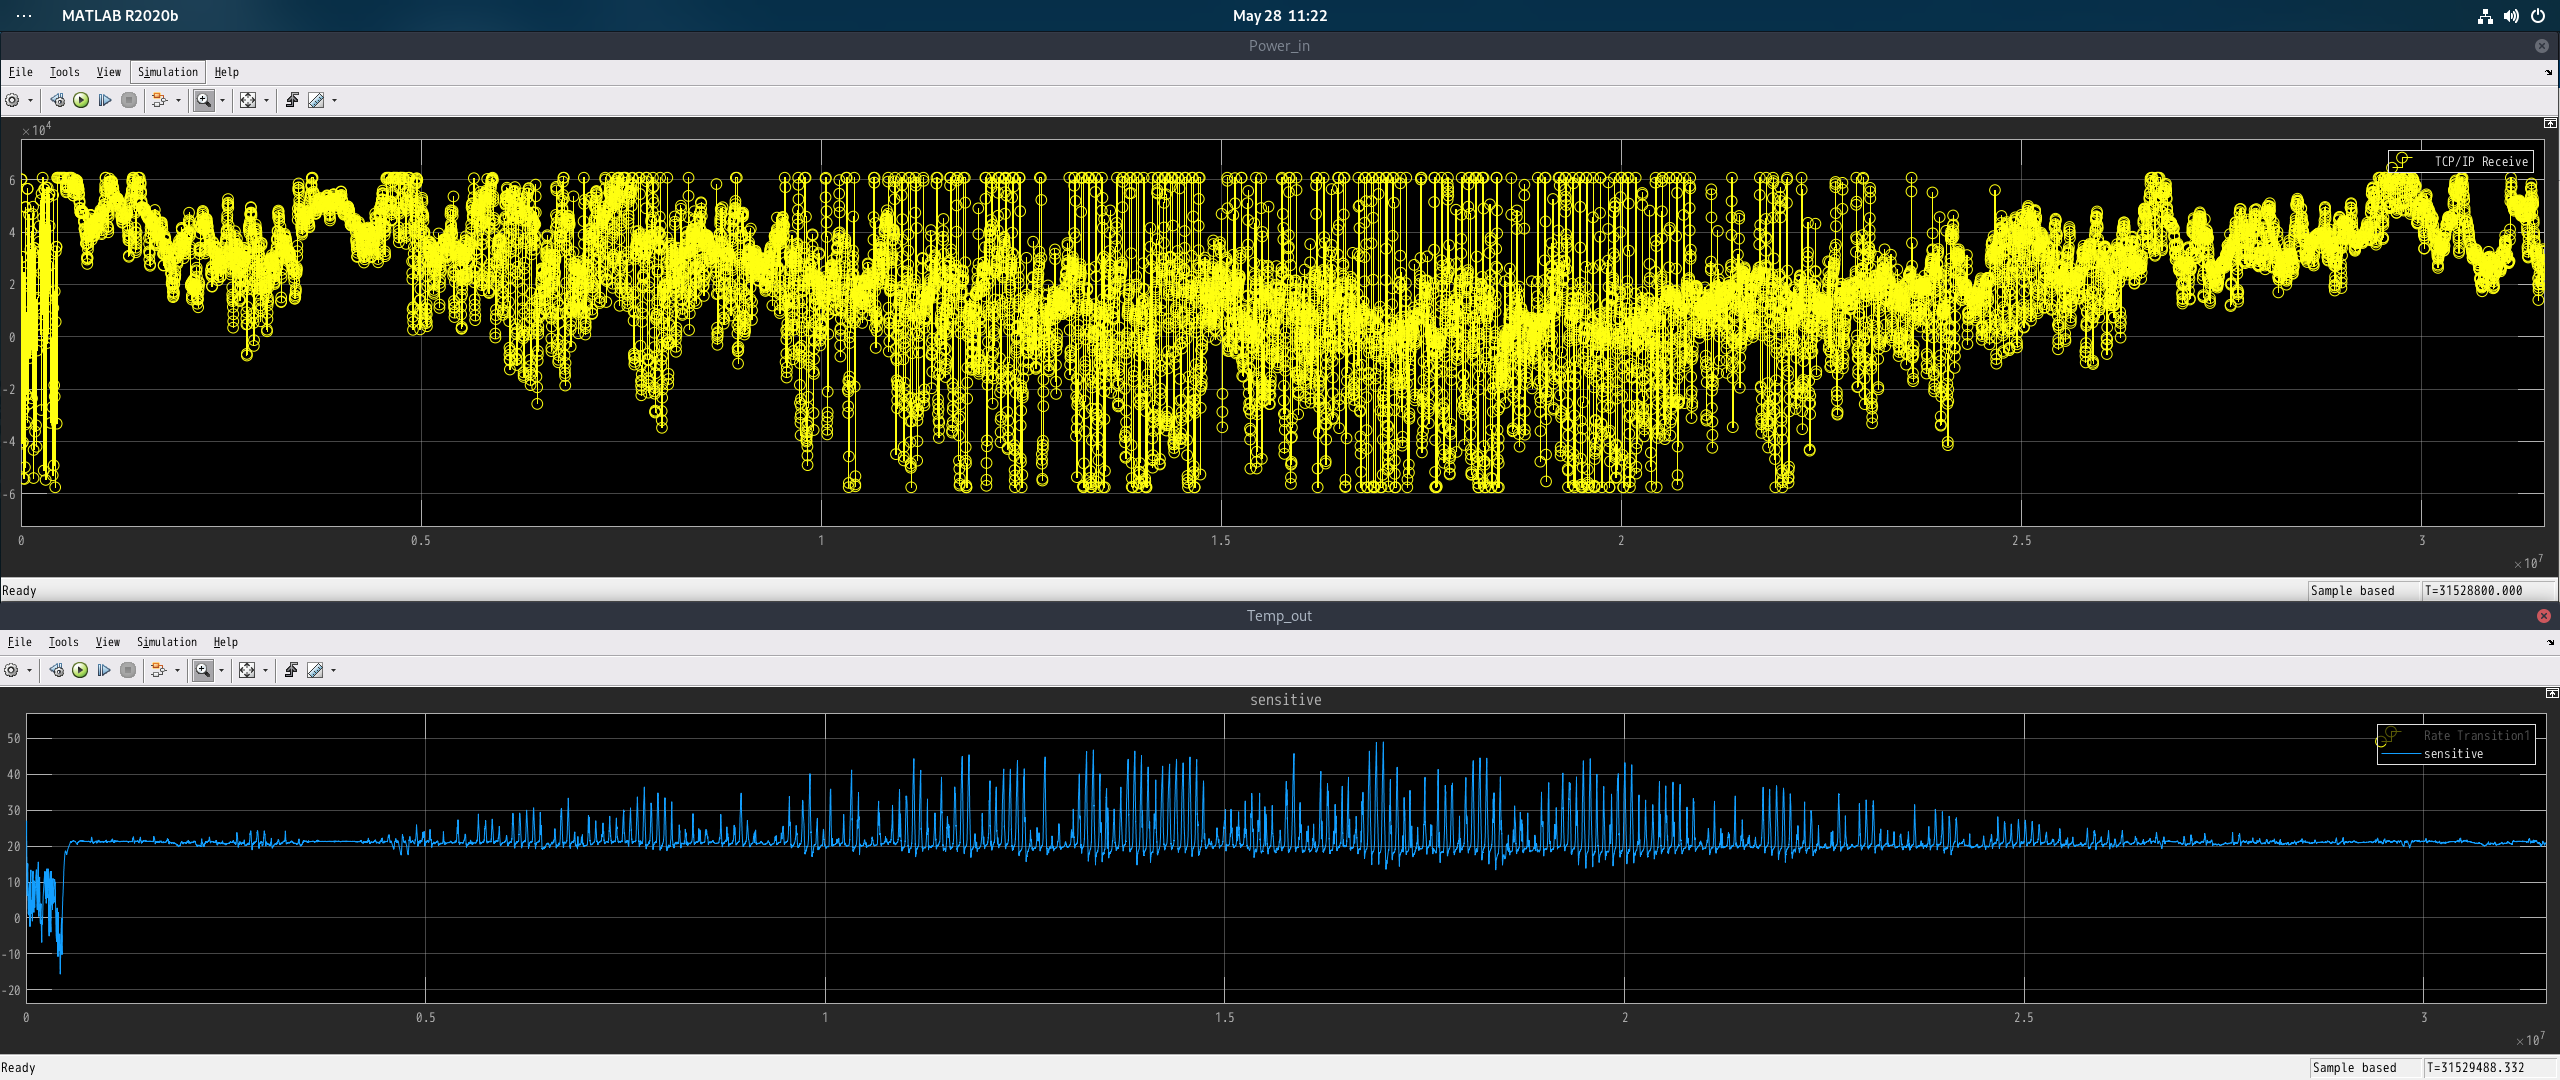 ··· MATLAB R2020b May 28 11:22
Power_in
File Tools View Simulation Help
×10^4
TCP/IP Receive
6
4
2
0
-2
-4
-6
0 0.5 1 1.5 2 2.5 3
×10^7
Ready Sample based T=31528800.000
Temp_out
File Tools View Simulation Help
sensitive
Rate Transition1
sensitive
50
40
30
20
10
0
-10
-20
0 0.5 1 1.5 2 2.5 3
×10^7
Ready Sample based T=31529488.332